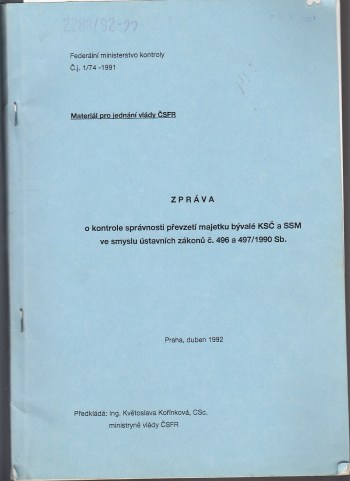 Federální ministerstvo kontroly
Č.j. 1/74 -1991
Materiál pro jednání vlády ČSFR
ZPRÁVA
o kontrole správnosti převzetí majetku bývalé KSČ a SSM
ve smyslu ústavních zákonů č. 496 a 497/1990 Sb.
Praha, duben 1992
Předkládá: ing. Květoslava Kořínková, CSc.
ministryně vlády ČSFR